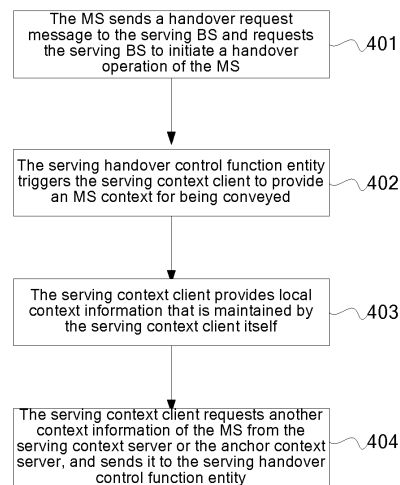 The MS sends a handover request
message to the serving BS and requests
the serving BS to initiate a handover
operation of the MS
401
The serving handover control function entity
triggers the serving context client to provide
an MS context for being conveyed
402
The serving context client provides local
context information that is maintained by
the serving context client itself
403
The serving context client requests another
context information of the MS from the
serving context server or the anchor context
server, and sends it to the serving handover
control function entity
404